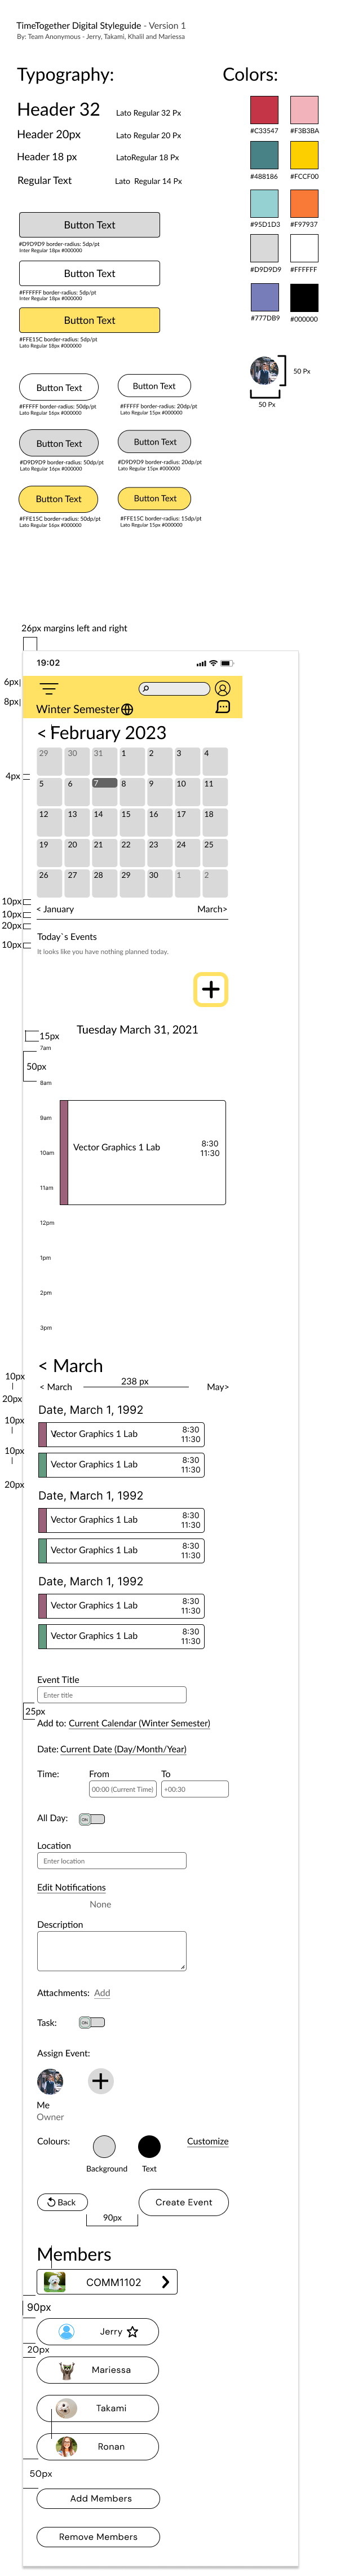 TimeTogether Digital Styleguide - Version 1
By: Team Anonymous - Jerry, Takami, Khalil and Mariessa
Typography:
Colors:
Header 32
Lato Regular 32 Px
Header 20px
Lato Regular 20 Px
Header 18 px
LatoRegular 18 Px
Regular Text
Lato Regular 14 Px
#C33547
#F3B3BA
#488186
#FCCF00
#95D1D3
#F97937
#D9D9D9
#FFFFFF
#777DB9
#000000
50 Px
50 Px
Button Text
#D9D9D9 border-radius: 5dp/pt
Inter Regular 18px #000000
Button Text
#FFFFFF border-radius: 5dp/pt
Inter Regular 18px #000000
Button Text
#FFE15C border-radius: 5dp/pt
Lato Regular 18px #000000
Button Text
#FFFFF border-radius: 50dp/pt
Lato Regular 16px #000000
Button Text
#FFFFF border-radius: 20dp/pt
Lato Regular 15px #000000
Button Text
#D9D9D9 border-radius: 50dp/pt
Lato Regular 16px #000000
Button Text
#D9D9D9 border-radius: 20dp/pt
Lato Regular 15px #000000
Button Text
#FFE15C border-radius: 50dp/pt
Lato Regular 16px #000000
Button Text
#FFE15C border-radius: 15dp/pt
Lato Regular 15px #000000
26px margins left and right
19:02
6px
8px
Winter Semester
< February 2023
29 30 31 1 2 3 4
4px
5 6 7 8 9 10 11
12 13 14 15 16 17 18
19 20 21 22 23 24 25
26 27 28 29 30 1 2
10px
< January
March>
10px
20px
Today´s Events
10px
It looks like you have nothing planned today.
+
Tuesday March 31, 2021
15px
7am
50px
8am
9am
Vector Graphics 1 Lab
8:30
11:30
10am
11am
12pm
1pm
2pm
3pm
< March
10px
238 px
< March
May>
20px
Date, March 1, 1992
10px
Vector Graphics 1 Lab
8:30
11:30
10px
Vector Graphics 1 Lab
8:30
11:30
20px
Date, March 1, 1992
Vector Graphics 1 Lab
8:30
11:30
Vector Graphics 1 Lab
8:30
11:30
Date, March 1, 1992
Vector Graphics 1 Lab
8:30
11:30
Vector Graphics 1 Lab
8:30
11:30
Event Title
Enter title
25px
Add to: Current Calendar (Winter Semester)
Date: Current Date (Day/Month/Year)
Time:
From
To
00:00 (Current Time)
+00:30
All Day:
ON
Location
Enter location
Edit Notifications
None
Description
Attachments: Add
Task:
ON
Assign Event:
Me
Owner
Colours:
Background
Text
Customize
Back
Create Event
90px
Members
COMM1102
90px
Jerry
20px
Mariessa
Takami
Ronan
50px
Add Members
Remove Members